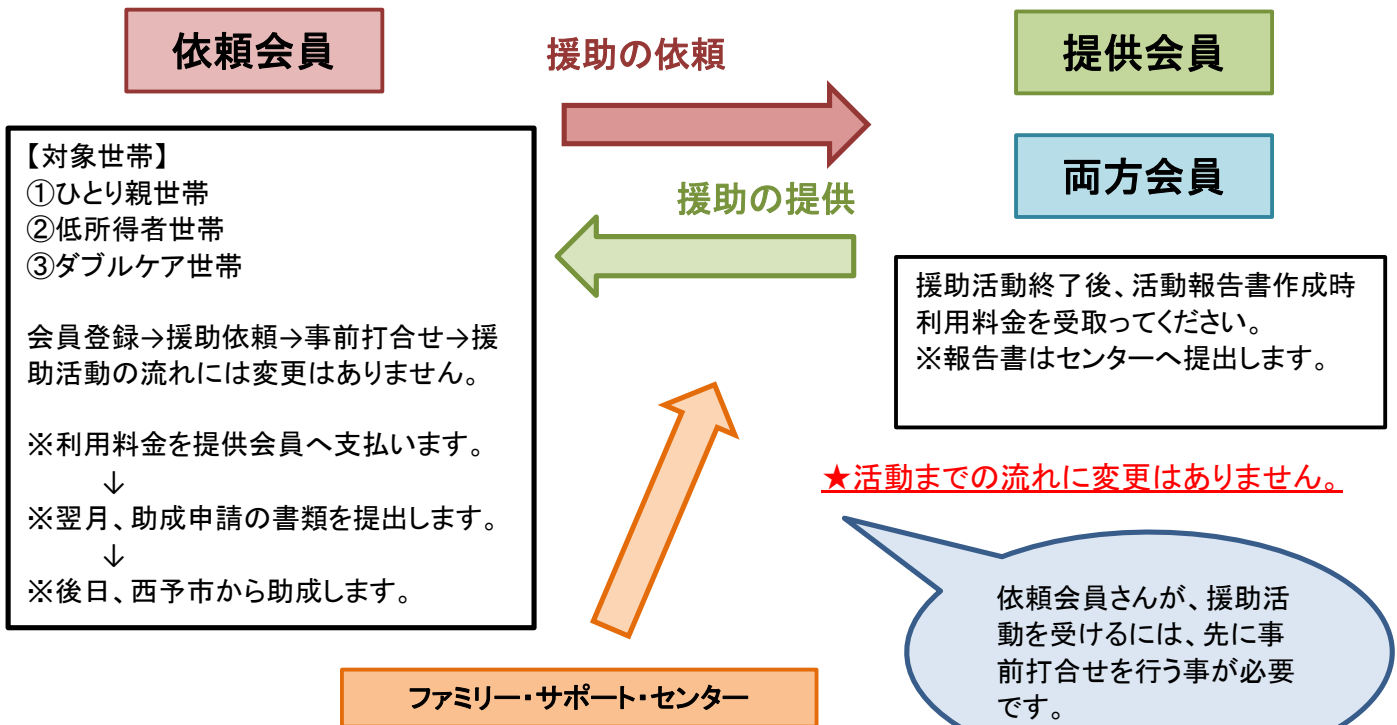 依頼会員
援助の依頼
提供会員
【対象世帯】
①ひとり親世帯
②低所得者世帯
③ダブルケア世帯
会員登録→援助依頼→事前打合せ→援
助活動の流れには変更はありません。
※利用料金を提供会員へ支払います。
↓
※翌月、助成申請の書類を提出します。
↓
※後日、西予市から助成します。
援助の提供
両方会員
援助活動終了後、活動報告書作成時
利用料金を受取ってください。
※報告書はセンターへ提出します。
★活動までの流れに変更はありません。
依頼会員さんが、援助活
動を受けるには、先に事
前打合せを行う事が必要
です。
ファミリー・サポート・センター